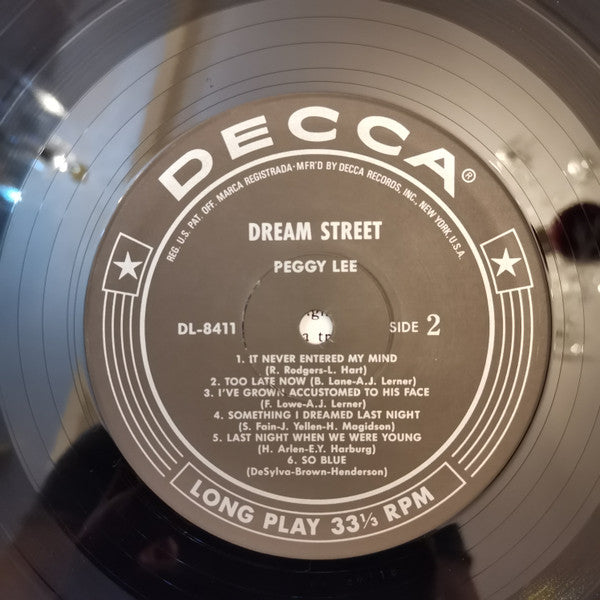 DECCA®
REG. U.S. PAT. OFF. MARCA REGISTRADA • MF'D BY DECCA RECORDS, INC., NEW YORK, U.S.A.
DREAM STREET
PEGGY LEE
DL-8411
SIDE 2
1. IT NEVER ENTERED MY MIND
(R. Rodgers-L. Hart)
2. TOO LATE NOW (B. Lane-A.J. Lerner)
3. I'VE GROWN ACCUSTOMED TO HIS FACE
(F. Lowe-A.J. Lerner)
4. SOMETHING I DREAMED LAST NIGHT
(S. Fain-J. Yellen-H. Magidson)
5. LAST NIGHT WHEN WE WERE YOUNG
(H. Arlen-E.Y. Harburg)
6. SO BLUE
(DeSylva-Brown-Henderson)
LONG PLAY 33⅓ RPM